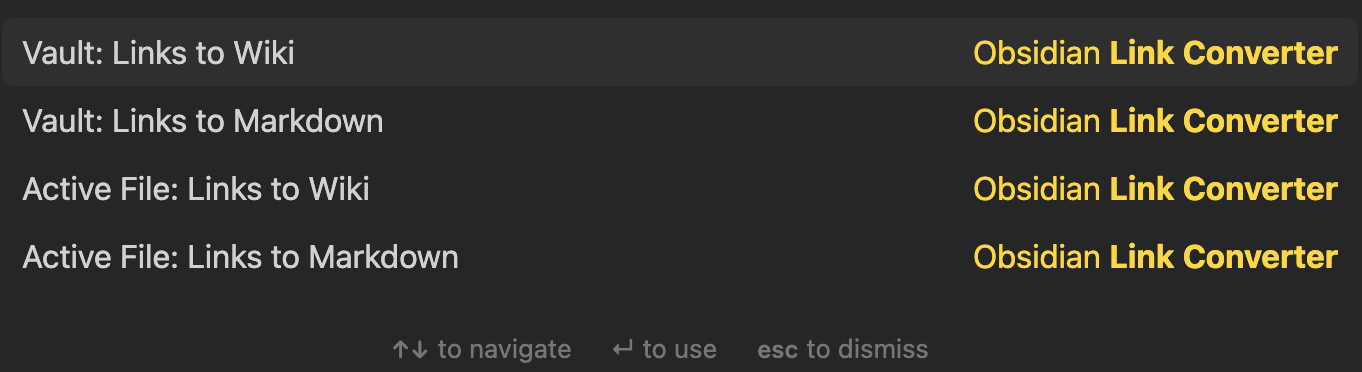 Vault: Links to Wiki Obsidian Link Converter
Vault: Links to Markdown Obsidian Link Converter
Active File: Links to Wiki Obsidian Link Converter
Active File: Links to Markdown Obsidian Link Converter
↑↓ to navigate ↵ to use esc to dismiss